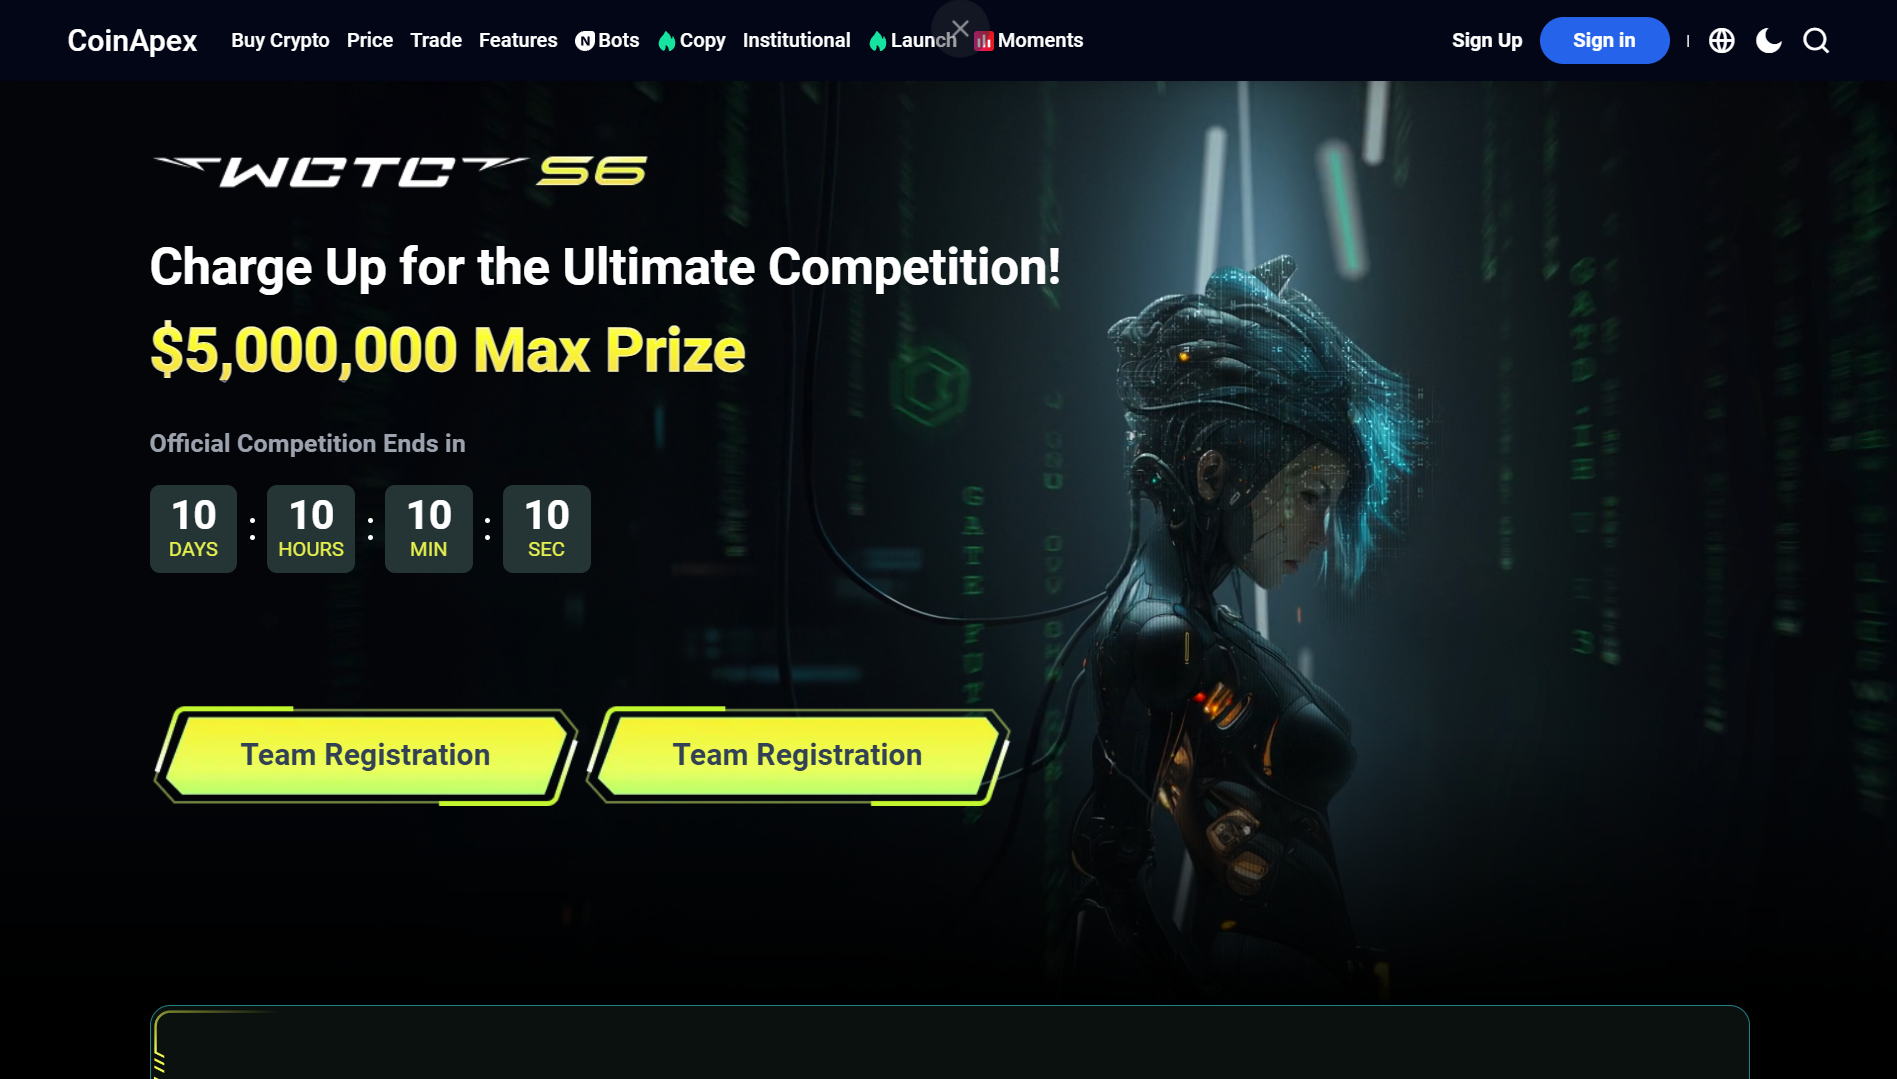 CoinApex Buy Crypto Price Trade Features Bots Copy Institutional Launch Moments Sign Up Sign in
WCTC S6
Charge Up for the Ultimate Competition!
$5,000,000 Max Prize
Official Competition Ends in
10 : 10 : 10 : 10
DAYS HOURS MIN SEC
Team Registration Team Registration